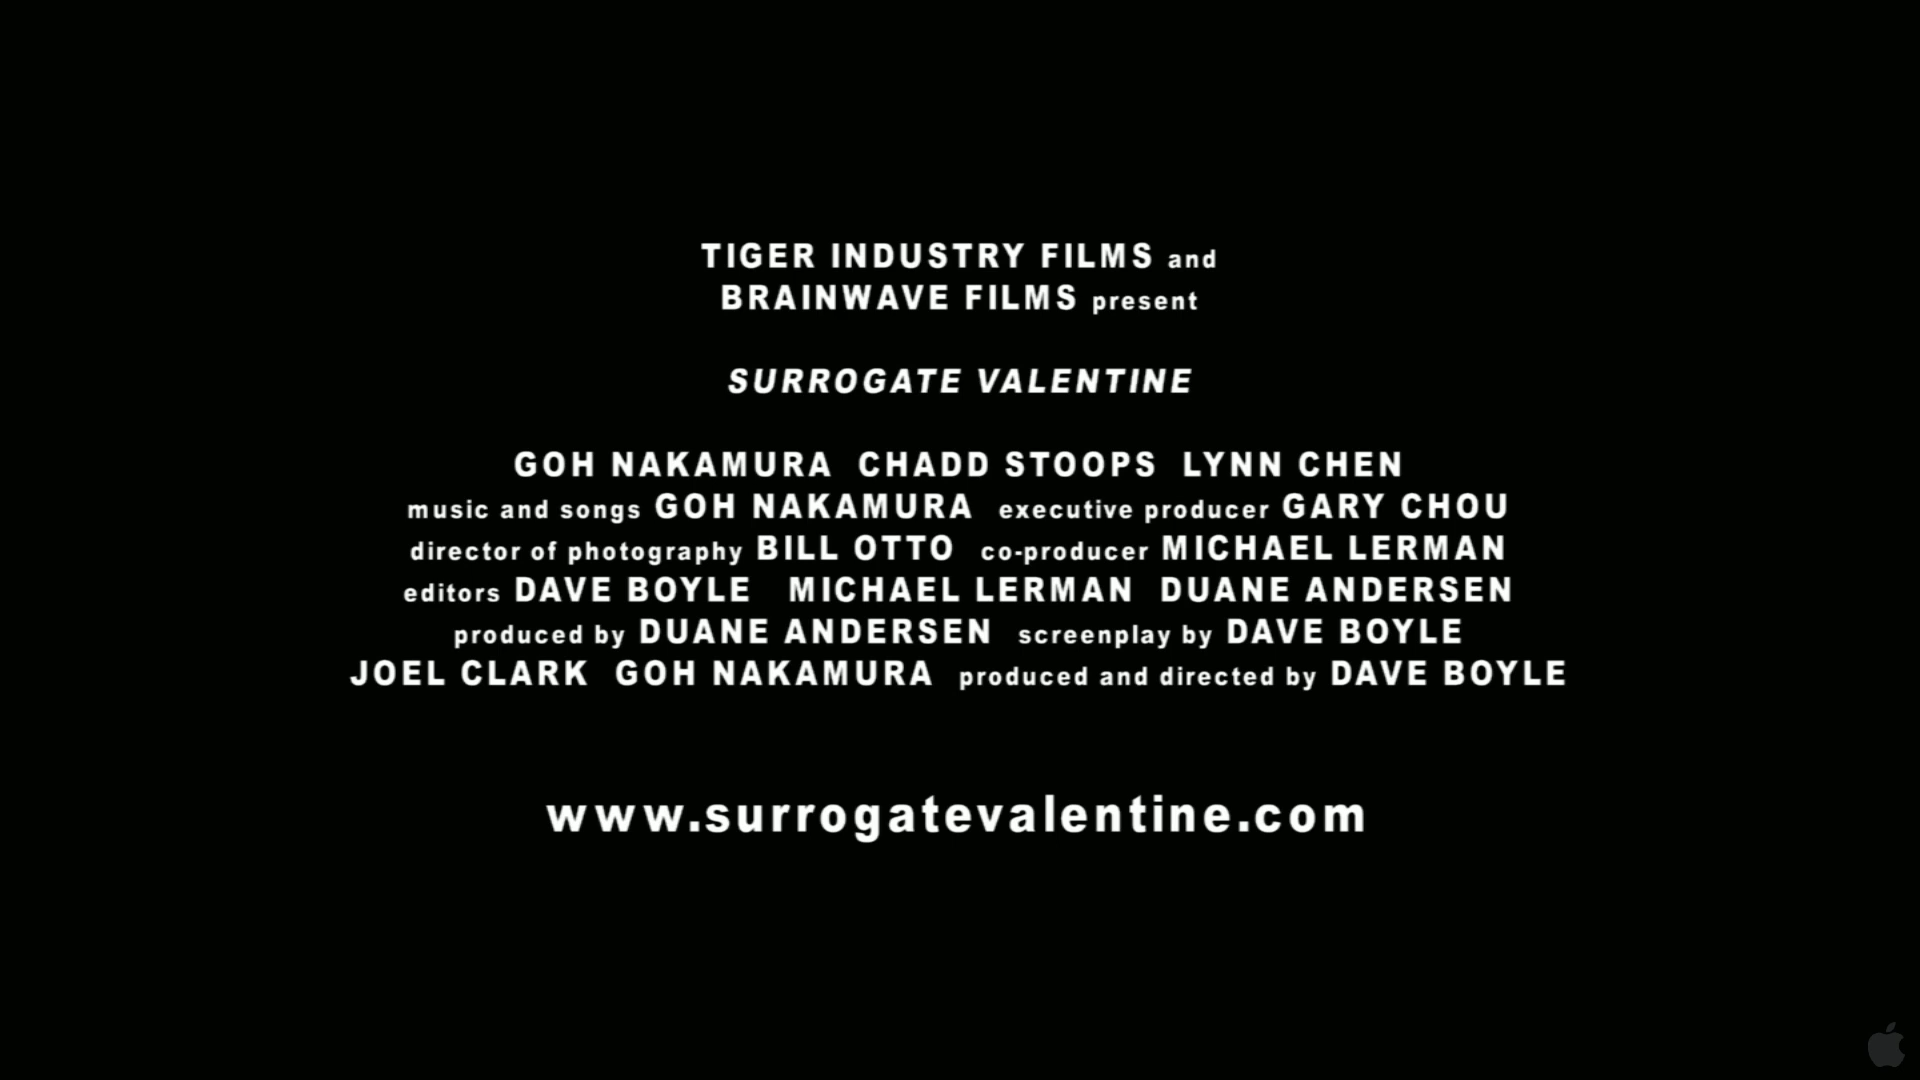 TIGER INDUSTRY FILMS and
BRAINWAVE FILMS present
SURROGATE VALENTINE
GOH NAKAMURA CHADD STOOPS LYNN CHEN
music and songs GOH NAKAMURA executive producer GARY CHOU
director of photography BILL OTTO co-producer MICHAEL LERMAN
editors DAVE BOYLE MICHAEL LERMAN DUANE ANDERSEN
produced by DUANE ANDERSEN screenplay by DAVE BOYLE
JOEL CLARK GOH NAKAMURA produced and directed by DAVE BOYLE
www.surrogatevalentine.com